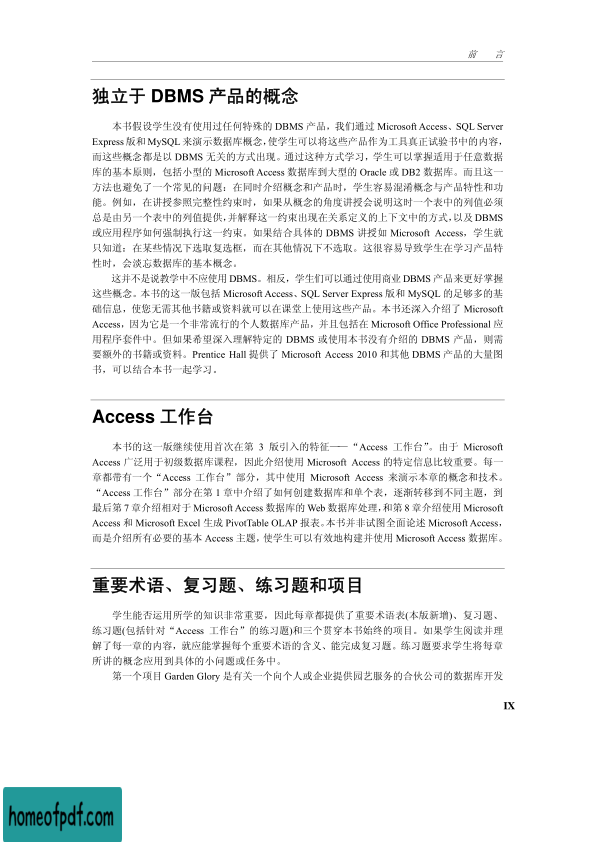 前 言
独立于 DBMS 产品的概念
本书假设学生没有使用过任何特殊的 DBMS 产品，我们通过 Microsoft Access、SQL Server
Express 版和 MySQL 来演示数据库概念，使学生可以将这些产品作为工具真正试验书中的内容，
而这些概念都是以 DBMS 无关的方式出现。通过这种方式学习，学生可以掌握适用于任意数据
库的基本原则，包括小型的 Microsoft Access 数据库到大型的 Oracle 或 DB2 数据库。而且这一
方法也避免了一个常见的问题：在同时介绍概念和产品时，学生容易混淆概念与产品特性和功
能。例如，在讲授参照完整性约束时，如果从概念的角度讲授会说明这时一个表中的列值必须
总是由另一个表中的列值提供，并解释这一约束出现在关系定义的上下文中的方式，以及 DBMS
或应用程序如何强制执行这一约束。如果结合具体的 DBMS 讲授如 Microsoft Access，学生就
只知道：在某些情况下选取复选框，而在其他情况下不选取。这很容易导致学生在学习产品特
性时，会淡忘数据库的基本概念。
这并不是说教学中不应使用 DBMS。相反，学生们可以通过使用商业 DBMS 产品来更好掌握
这些概念。本书的这一版包括 Microsoft Access、SQL Server Express 版和 MySQL 的足够多的基
础信息，使您无需其他书籍或资料就可以在课堂上使用这些产品。本书还深入介绍了 Microsoft
Access，因为它是一个非常流行的个人数据库产品，并且包括在 Microsoft Office Professional 应
用程序套件中。但如果希望深入理解特定的 DBMS 或使用本书没有介绍的 DBMS 产品，则需
要额外的书籍或资料。Prentice Hall 提供了 Microsoft Access 2010 和其他 DBMS 产品的大量图
书，可以结合本书一起学习。
Access 工作台
本书的这一版继续使用首次在第 3 版引入的特征——“Access 工作台”。由于 Microsoft
Access 广泛用于初级数据库课程，因此介绍使用 Microsoft Access 的特定信息比较重要。每一
章都带有一个“Access 工作台”部分，其中使用 Microsoft Access 来演示本章的概念和技术。
“Access 工作台”部分在第 1 章中介绍了如何创建数据库和单个表，逐渐转移到不同主题，到
最后第 7 章介绍相对于 Microsoft Access 数据库的 Web 数据库处理，和第 8 章介绍使用 Microsoft
Access 和 Microsoft Excel 生成 PivotTable OLAP 报表。本书并非试图全面论述 Microsoft Access，
而是介绍所有必要的基本 Access 主题，使学生可以有效地构建并使用 Microsoft Access 数据库。
重要术语、复习题、练习题和项目
学生能否运用所学的知识非常重要，因此每章都提供了重要术语表(本版新增)、复习题、
练习题(包括针对“Access 工作台”的练习题)和三个贯穿本书始终的项目。如果学生阅读并理
解了每一章的内容，就应能掌握每个重要术语的含义、能完成复习题。练习题要求学生将每章
所讲的概念应用到具体的小问题或任务中。
第一个项目 Garden Glory 是有关一个向个人或企业提供园艺服务的合伙公司的数据库开发
IX
homeofpdf.com